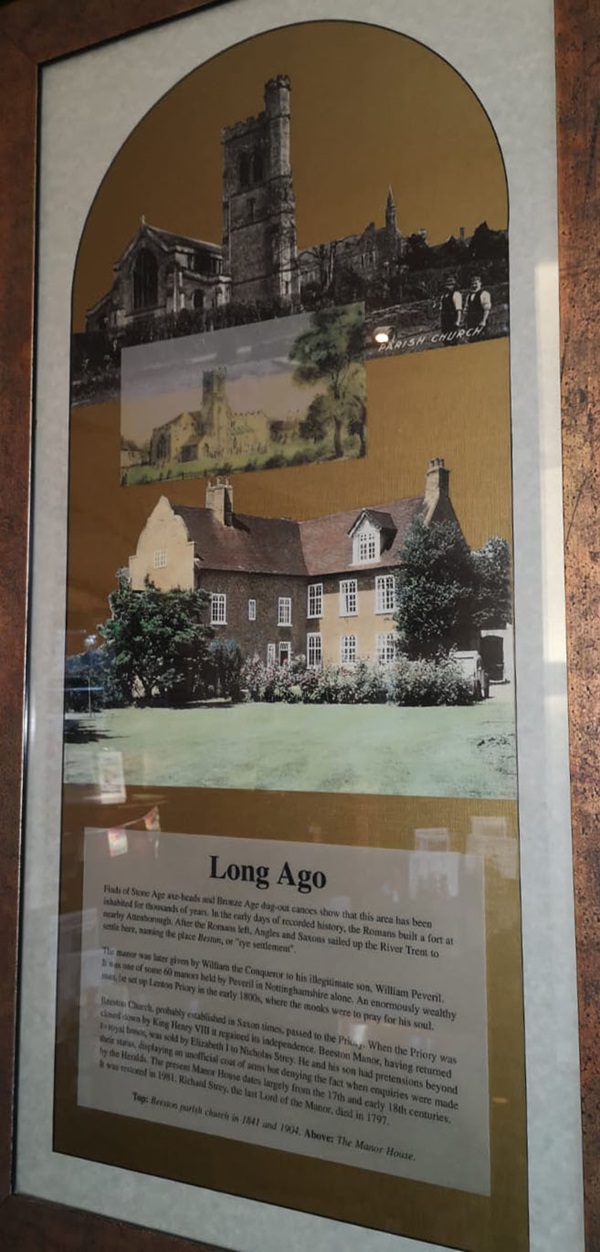 PARISH CHURCH
Long Ago
Finds of Stone Age axe-heads and Bronze Age dug-out canoes show that this area has been
inhabited for thousands of years. In the early days of recorded history, the Romans built a fort at
nearby Attenborough. After the Romans left, Angles and Saxons sailed up the River Trent to
settle here, naming the place Bestun, or "rye settlement".
The manor was later given by William the Conqueror to his illegitimate son, William Peveril.
It was one of some 60 manors held by Peveril in Nottinghamshire alone. An enormously wealthy
man, he set up Lenton Priory in the early 1800s, where the monks were to pray for his soul.
Beeston Church, probably established in Saxon times, passed to the Priory. When the Priory was
closed down by King Henry VIII it regained its independence. Beeston Manor, having returned
to royal hands, was sold by Elizabeth I to Nicholas Strey. He and his son had pretensions beyond
their status, displaying an unofficial coat of arms but denying the fact when enquiries were made
by the Heralds. The present Manor House dates largely from the 17th and early 18th centuries.
It was restored in 1981. Richard Strey, the last Lord of the Manor, died in 1797.
Top: Beeston parish church in 1841 and 1904. Above: The Manor House.